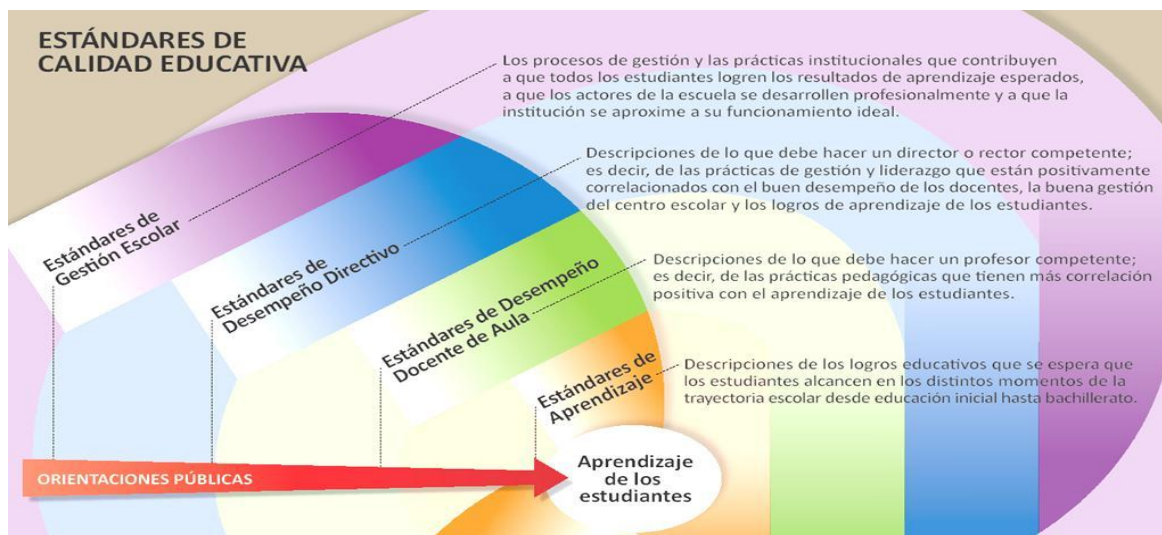 ESTÁNDARES DE
CALIDAD EDUCATIVA
Los procesos de gestión y las prácticas institucionales que contribuyen
a que todos los estudiantes logren los resultados de aprendizaje esperados,
a que los actores de la escuela se desarrollen profesionalmente y a que la
institución se aproxime a su funcionamiento ideal.
Estándares de
Gestión Escolar
Descripciones de lo que debe hacer un director o rector competente;
es decir, de las prácticas de gestión y liderazgo que están positivamente
correlacionados con el buen desempeño de los docentes, la buena gestión
del centro escolar y los logros de aprendizaje de los estudiantes.
Estándares de
Desempeño Directivo
Descripciones de lo que debe hacer un profesor competente;
es decir, de las prácticas pedagógicas que tienen más correlación
positiva con el aprendizaje de los estudiantes.
Estándares de Desempeño
Docente de Aula
Descripciones de los logros educativos que se espera que
los estudiantes alcancen en los distintos momentos de la
trayectoria escolar desde educación inicial hasta bachillerato.
Estándares de
Aprendizaje
ORIENTACIONES PÚBLICAS
Aprendizaje
de los
estudiantes